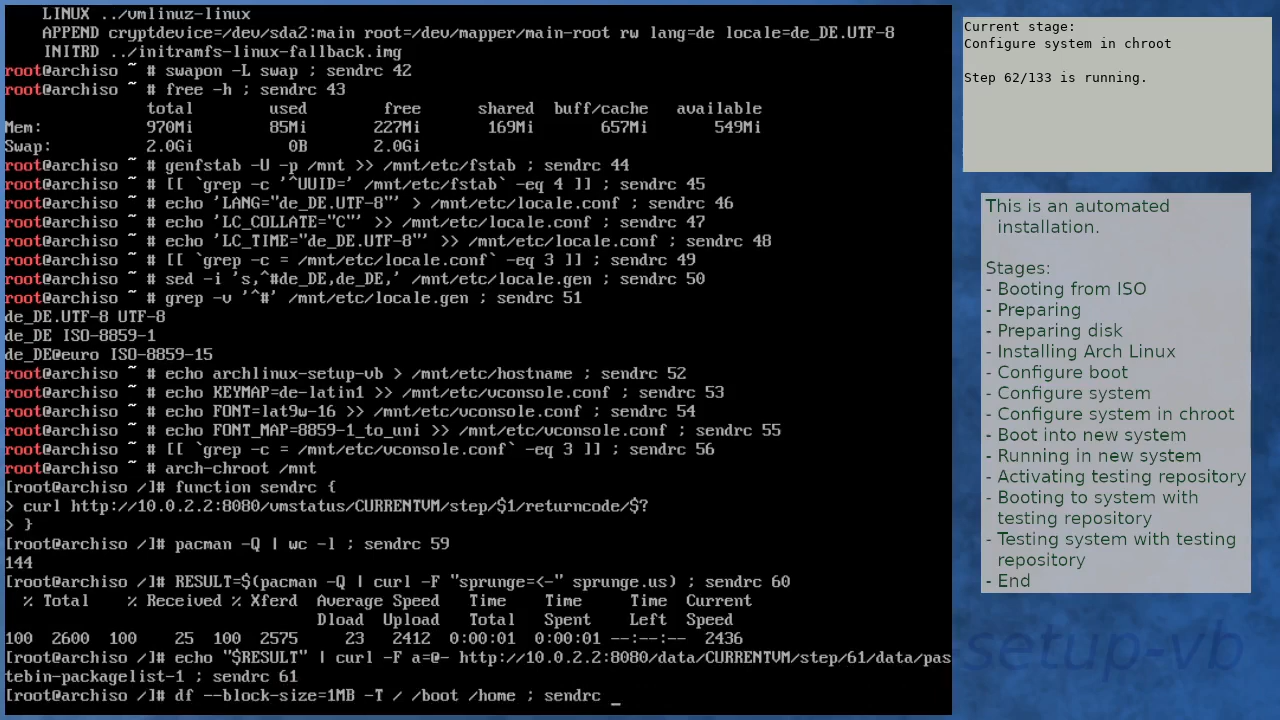 LINUX ../vmlinuz-linux
APPEND cryptdevice=/dev/sda2:main root=/dev/mapper/main-root rw lang=de locale=de_DE.UTF-8
INITRD ../initramfs-linux-fallback.img
root@archiso ~ # swapon -L swap ; sendrc 42
root@archiso ~ # free -h ; sendrc 43
total used free shared buff/cache available
Mem: 970Mi 85Mi 227Mi 169Mi 657Mi 549Mi
Swap: 2.0Gi 0B 2.0Gi
root@archiso ~ # genfstab -U -p /mnt >> /mnt/etc/fstab ; sendrc 44
root@archiso ~ # [[ `grep -c '^UUID=' /mnt/etc/fstab` -eq 4 ]] ; sendrc 45
root@archiso ~ # echo 'LANG="de_DE.UTF-8"' > /mnt/etc/locale.conf ; sendrc 46
root@archiso ~ # echo 'LC_COLLATE="C"' >> /mnt/etc/locale.conf ; sendrc 47
root@archiso ~ # echo 'LC_TIME="de_DE.UTF-8"' >> /mnt/etc/locale.conf ; sendrc 48
root@archiso ~ # [[ `grep -c = /mnt/etc/locale.conf` -eq 3 ]] ; sendrc 49
root@archiso ~ # sed -i 's,^#de_DE,de_DE,' /mnt/etc/locale.gen ; sendrc 50
root@archiso ~ # grep -v '^#' /mnt/etc/locale.gen ; sendrc 51
de_DE.UTF-8 UTF-8
de_DE ISO-8859-1
de_DE@euro ISO-8859-15
root@archiso ~ # echo archlinux-setup-vb > /mnt/etc/hostname ; sendrc 52
root@archiso ~ # echo KEYMAP=de-latin1 >> /mnt/etc/vconsole.conf ; sendrc 53
root@archiso ~ # echo FONT=lat9w-16 >> /mnt/etc/vconsole.conf ; sendrc 54
root@archiso ~ # echo FONT_MAP=8859-1_to_uni >> /mnt/etc/vconsole.conf ; sendrc 55
root@archiso ~ # [[ `grep -c = /mnt/etc/vconsole.conf` -eq 3 ]] ; sendrc 56
root@archiso ~ # arch-chroot /mnt
[root@archiso /]# function sendrc {
> curl http://10.0.2.2:8080/vmstatus/CURRENTVM/step/$1/returncode/$?
> }
[root@archiso /]# pacman -Q | wc -l ; sendrc 59
144
[root@archiso /]# RESULT=$(pacman -Q | curl -F "sprunge=<-" sprunge.us) ; sendrc 60
% Total % Received % Xferd Average Speed Time Time Time Current
Dload Upload Total Spent Left Speed
100 2600 100 25 100 2575 23 2412 0:00:01 0:00:01 --:--:-- 2436
[root@archiso /]# echo "$RESULT" | curl -F a=@- http://10.0.2.2:8080/data/CURRENTVM/step/61/data/pas
tebin-packagelist-1 ; sendrc 61
[root@archiso /]# df --block-size=1MB -T / /boot /home ; sendrc _
Current stage:
Configure system in chroot
Step 62/133 is running.
This is an automated
installation.
Stages:
- Booting from ISO
- Preparing
- Preparing disk
- Installing Arch Linux
- Configure boot
- Configure system
- Configure system in chroot
- Boot into new system
- Running in new system
- Activating testing repository
- Booting to system with
testing repository
- Testing system with testing
repository
- End
setup-vb